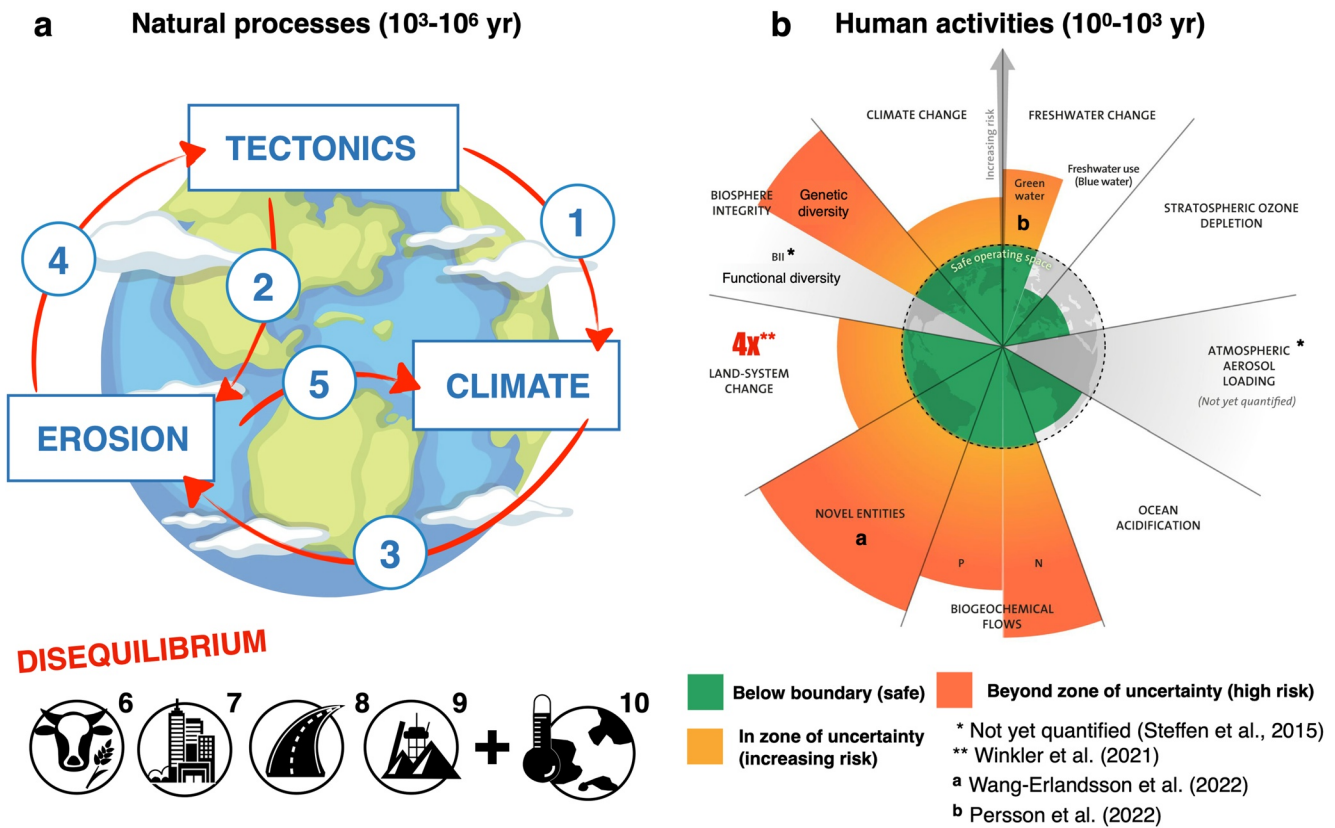 a
Natural processes (10³-10⁶ yr)
TECTONICS
1
4
2
5
CLIMATE
EROSION
3
DISEQUILIBRIUM
6
7
8
9
+
10
b
Human activities (10⁰-10³ yr)
Increasing risk
CLIMATE CHANGE
FRESHWATER CHANGE
Freshwater use
(Blue water)
Green
water
b
BIOSPHERE
INTEGRITY
Genetic
diversity
STRATOSPHERIC OZONE
DEPLETION
BII *
Functional diversity
Safe operating space
4x**
LAND-SYSTEM
CHANGE
ATMOSPHERIC *
AEROSOL
LOADING
(Not yet quantified)
NOVEL ENTITIES
a
OCEAN
ACIDIFICATION
P
N
BIOGEOCHEMICAL
FLOWS
Below boundary (safe)
In zone of uncertainty
(increasing risk)
Beyond zone of uncertainty (high risk)
* Not yet quantified (Steffen et al., 2015)
** Winkler et al. (2021)
a Wang-Erlandsson et al. (2022)
b Persson et al. (2022)